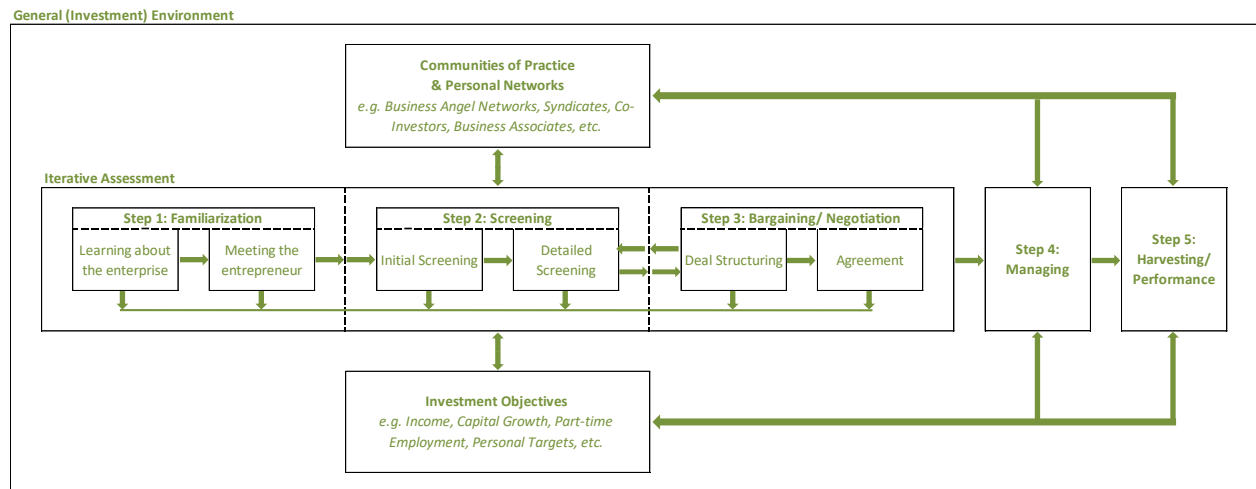 General (Investment) Environment
Communities of Practice
& Personal Networks
e.g. Business Angel Networks, Syndicates, Co-
Investors, Business Associates, etc.
Iterative Assessment
Step 1: Familiarization
Learning about
the enterprise
Meeting the
entrepreneur
Step 2: Screening
Initial Screening
Detailed
Screening
Step 3: Bargaining/ Negotiation
Deal Structuring
Agreement
Step 4:
Managing
Step 5:
Harvesting/
Performance
Investment Objectives
e.g. Income, Capital Growth, Part-time
Employment, Personal Targets, etc.